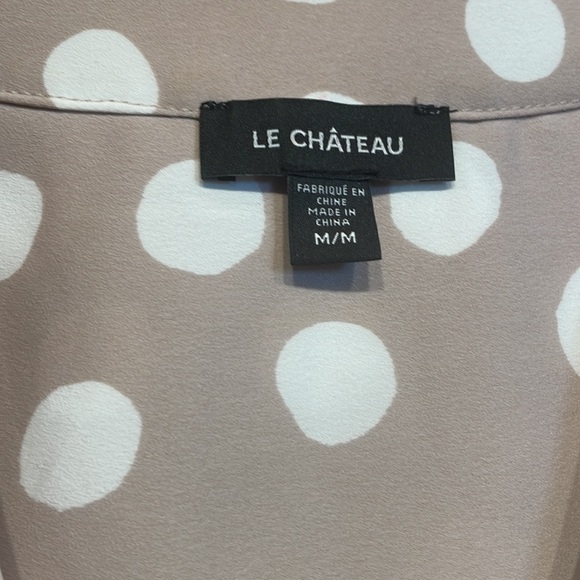 LE CHÂTEAU
FABRIQUÉ EN
CHINE
MADE IN
CHINA
M/M